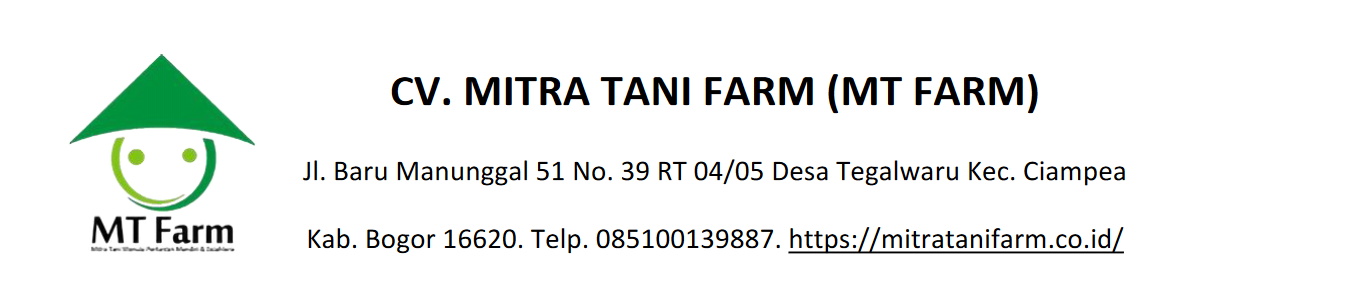 CV. MITRA TANI FARM (MT FARM)
Jl. Baru Manunggal 51 No. 39 RT 04/05 Desa Tegalwaru Kec. Ciampea
Kab. Bogor 16620. Telp. 085100139887. https://mitratanifarm.co.id/
MT Farm
Mitra Tani Pemuda Pertanian Mandiri & Sejahtera